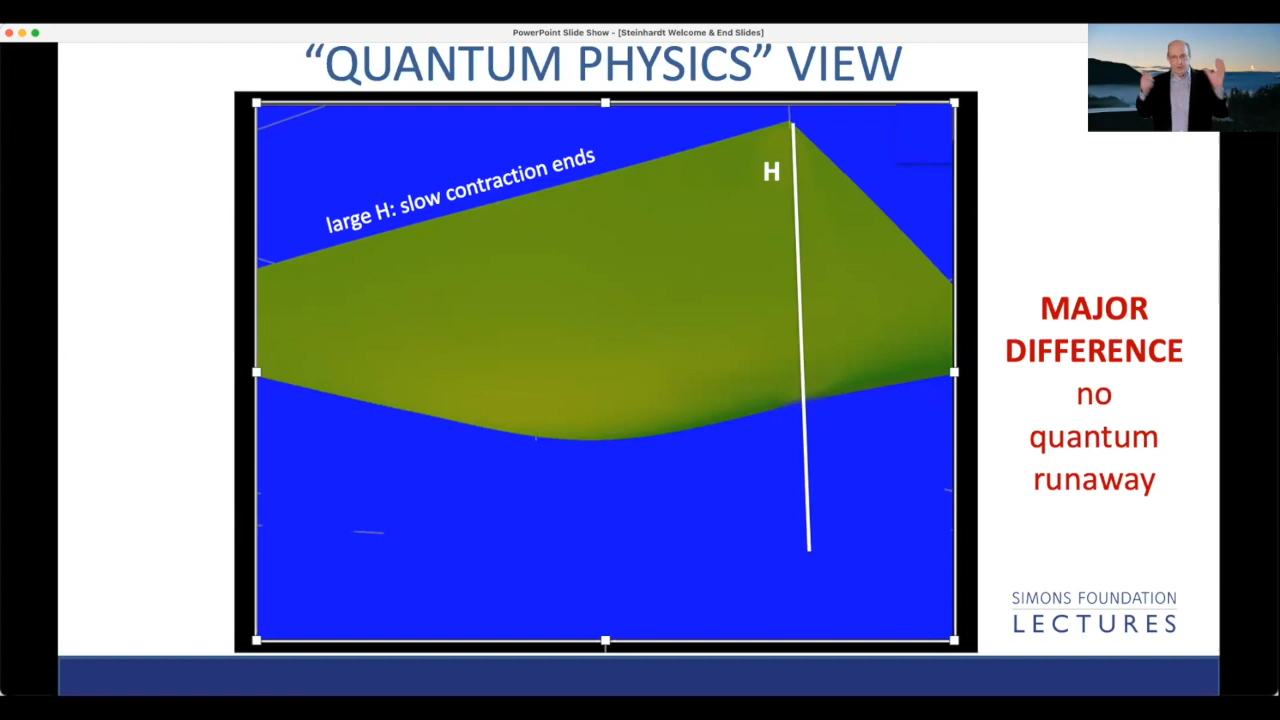 PowerPoint Slide Show - [Steinhardt Welcome & End Slides]
“QUANTUM PHYSICS” VIEW
large H: slow contraction ends
H
MAJOR
DIFFERENCE
no
quantum
runaway
SIMONS FOUNDATION
LECTURES